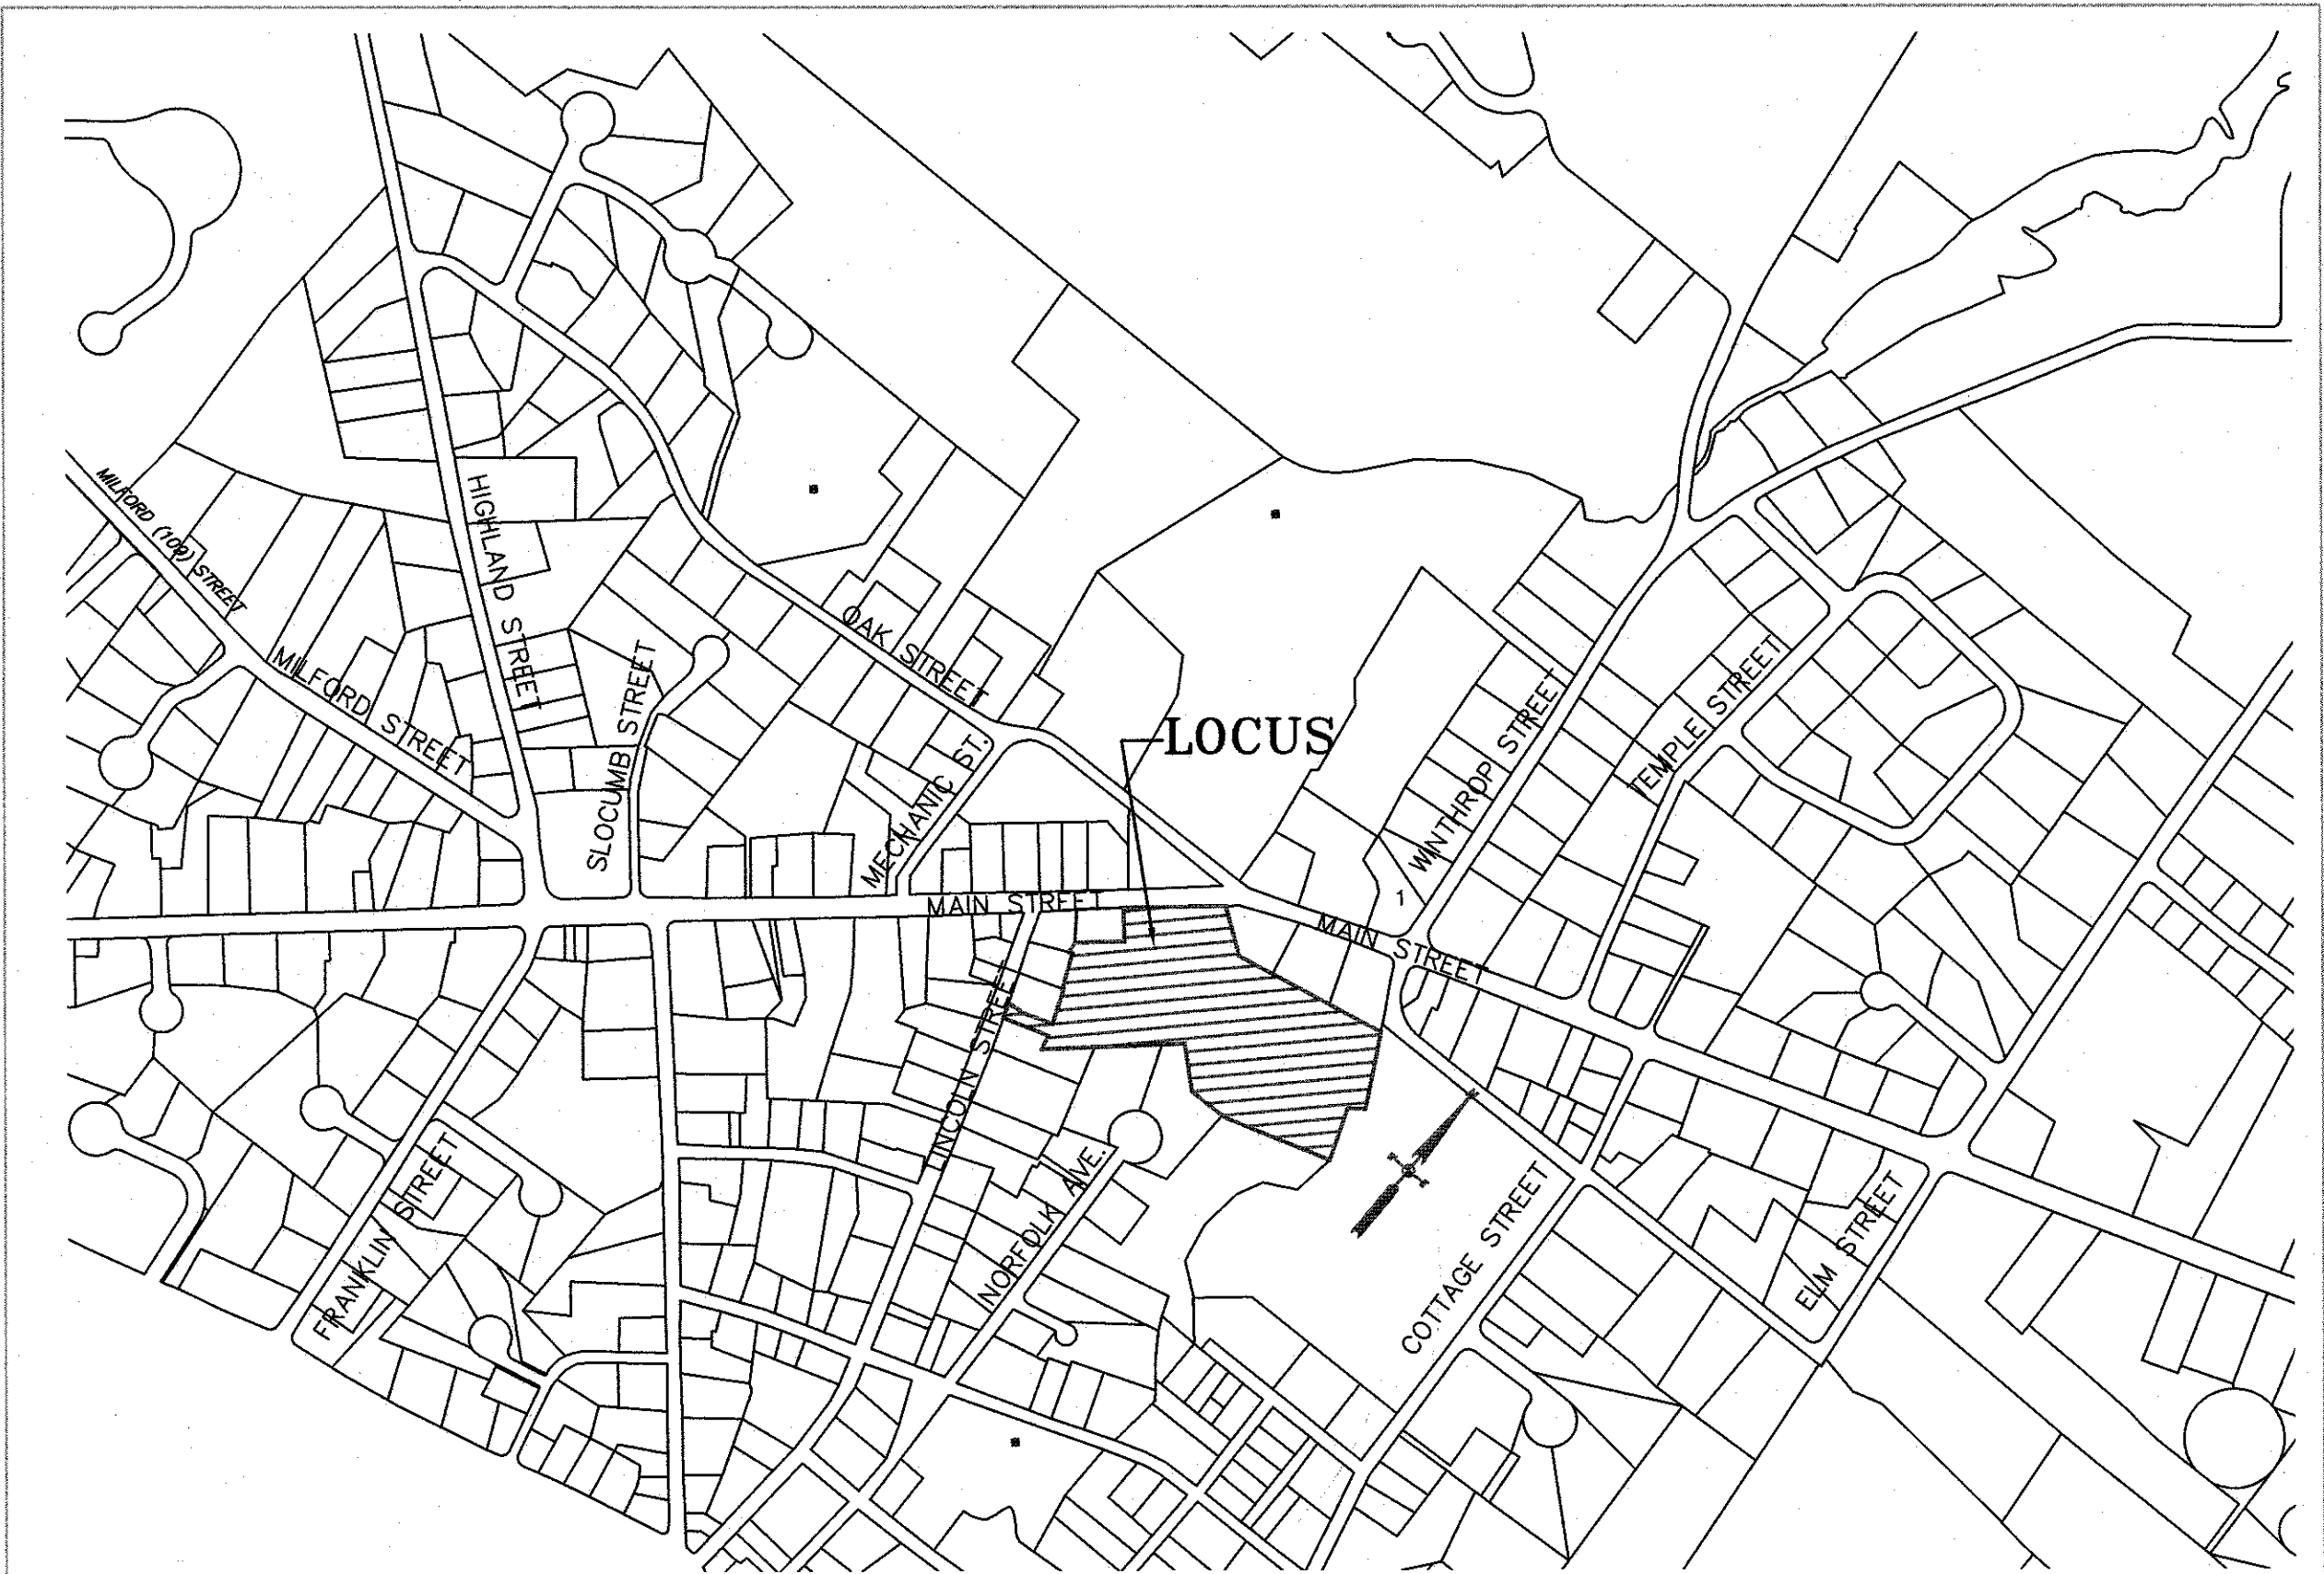 MILFORD (109) STREET
HIGHLAND STREET
MILFORD STREET
SLOCUMB STREET
OAK STREET
MECHANIC ST.
LOCUS
WINTHROP STREET
TEMPLE STREET
1
MAIN STREET
MAIN STREET
LINCOLN STREET
NORFOLK AVE.
FRANKLIN STREET
COTTAGE STREET
ELM STREET